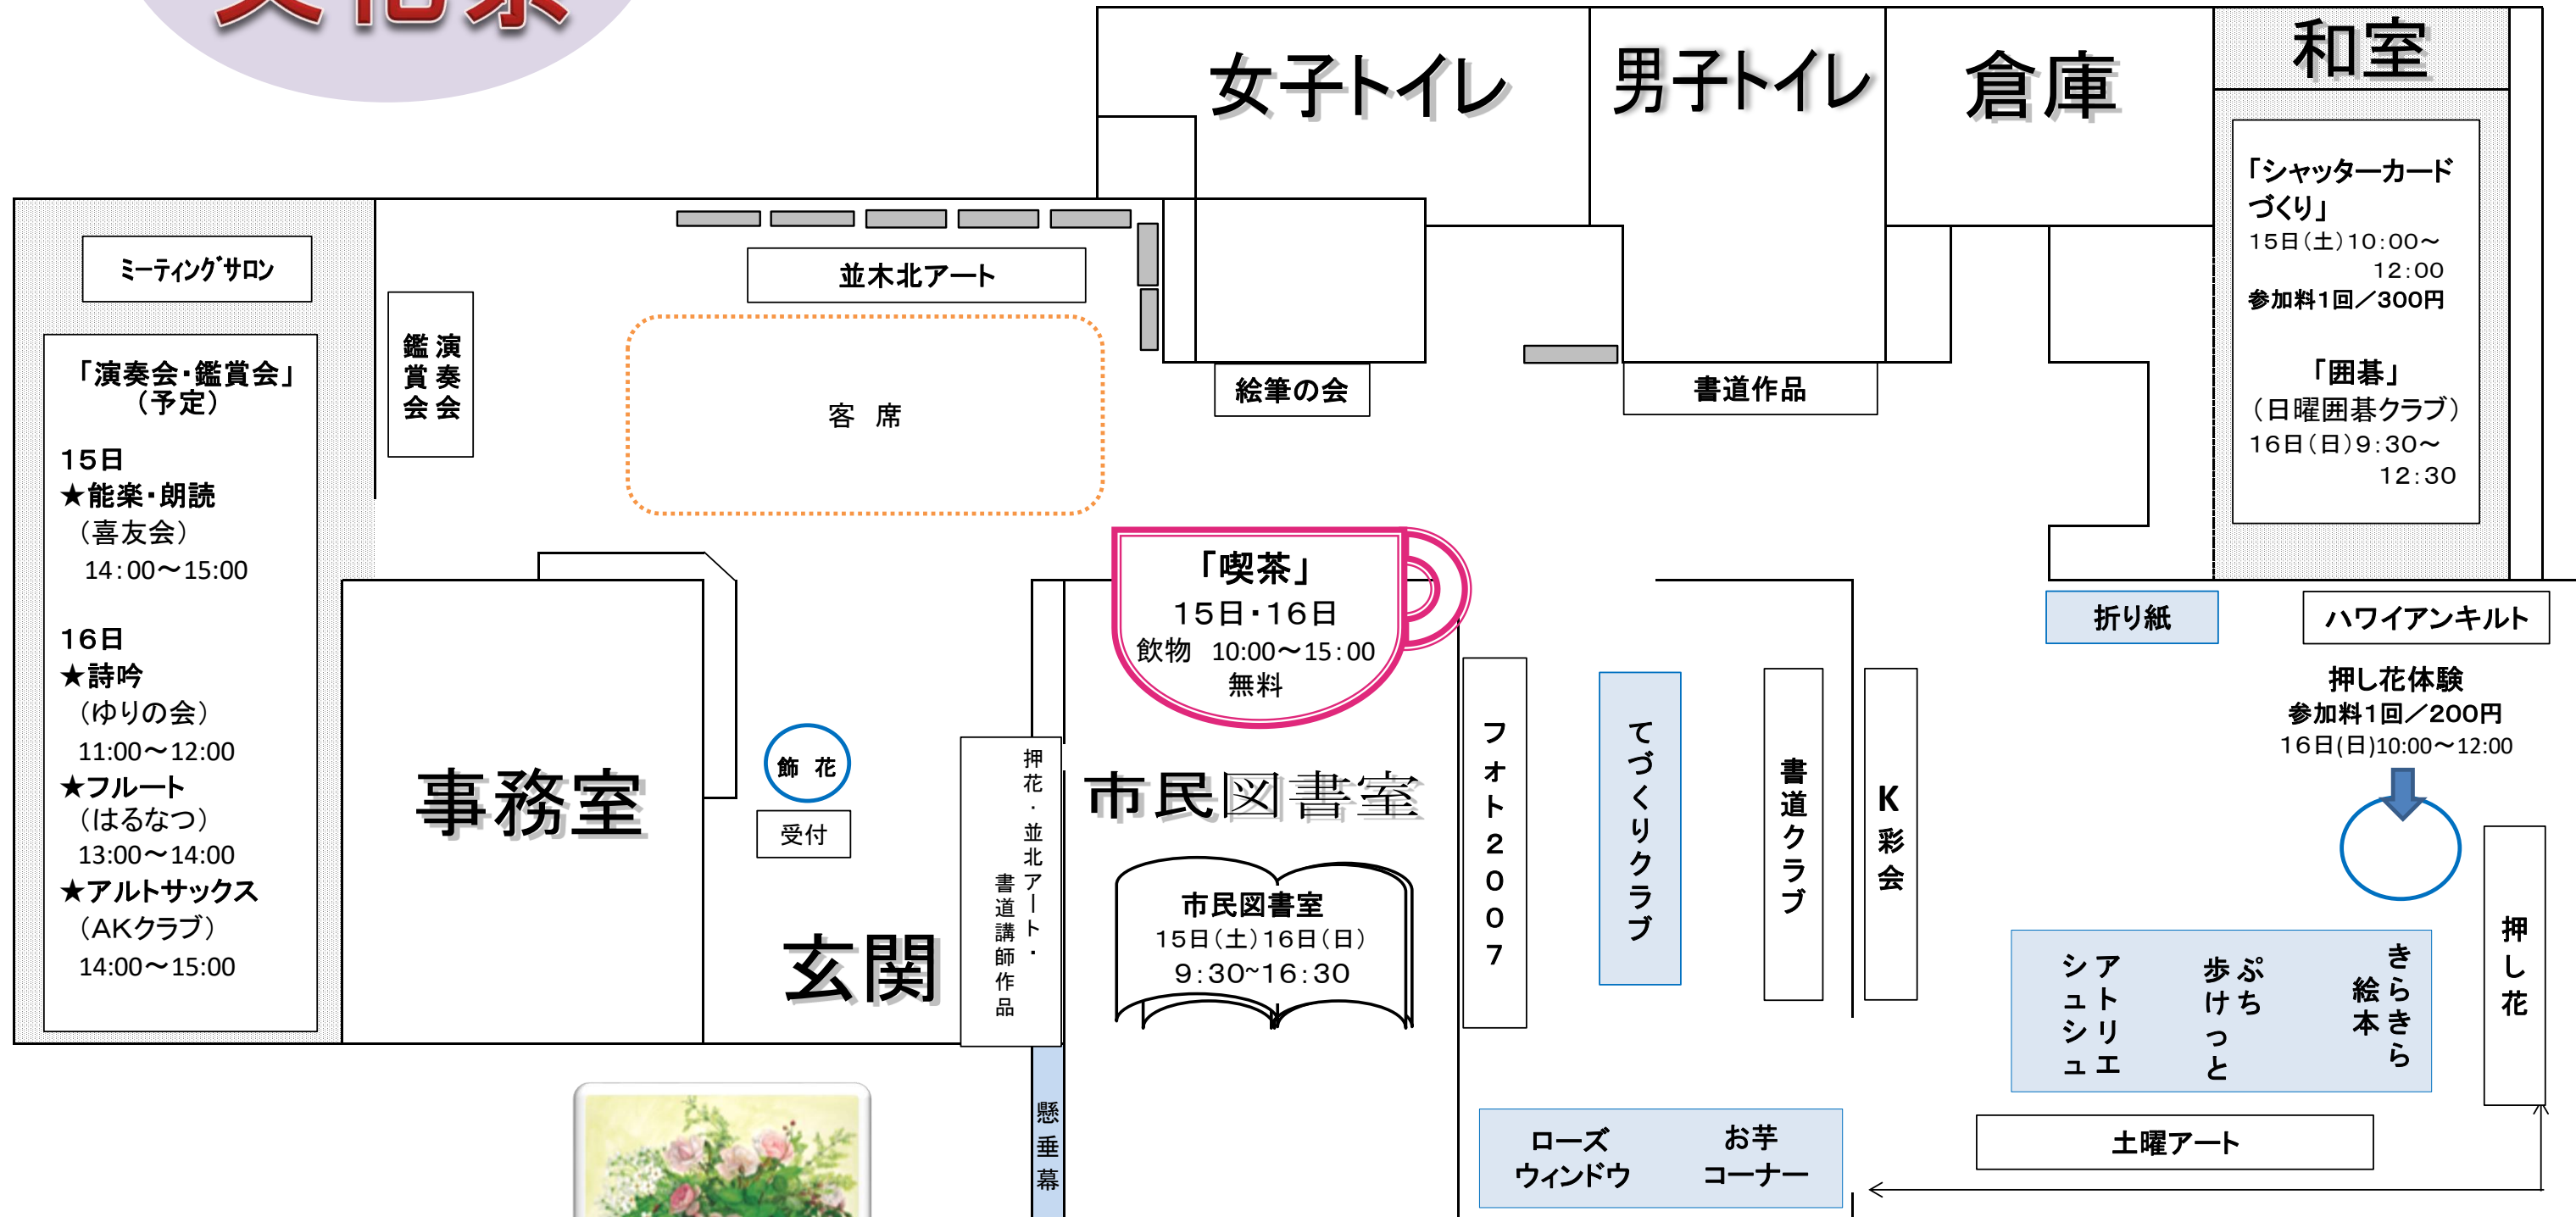 文化祭
女子トイレ
男子トイレ
倉庫
和室
「シャッターカード
づくり」
15日(土)10:00～
12:00
参加料1回／300円
「囲碁」
(日曜囲碁クラブ)
16日(日)9:30～
12:30
ミーティングサロン
「演奏会・鑑賞会」
(予定)
15日
★能楽・朗読
(喜友会)
14:00～15:00
16日
★詩吟
(ゆりの会)
11:00～12:00
★フルート
(はるなつ)
13:00～14:00
★アルトサックス
(AKクラブ)
14:00～15:00
演奏会
鑑賞会
並木北アート
客 席
絵筆の会
書道作品
「喫茶」
15日・16日
飲物 10:00～15:00
無料
事務室
飾 花
受付
玄関
押花・並北アート・
書道講師作品
懸垂幕
市民図書室
市民図書室
15日(土)16日(日)
9:30~16:30
フォト2007
てづくりクラブ
書道クラブ
K彩会
折り紙
ハワイアンキルト
押し花体験
参加料1回／200円
16日(日)10:00～12:00
押し花
きらきら
絵本
ぷち
歩けっと
アトリエ
シュシュ
土曜アート
ローズ
ウィンドウ
お芋
コーナー